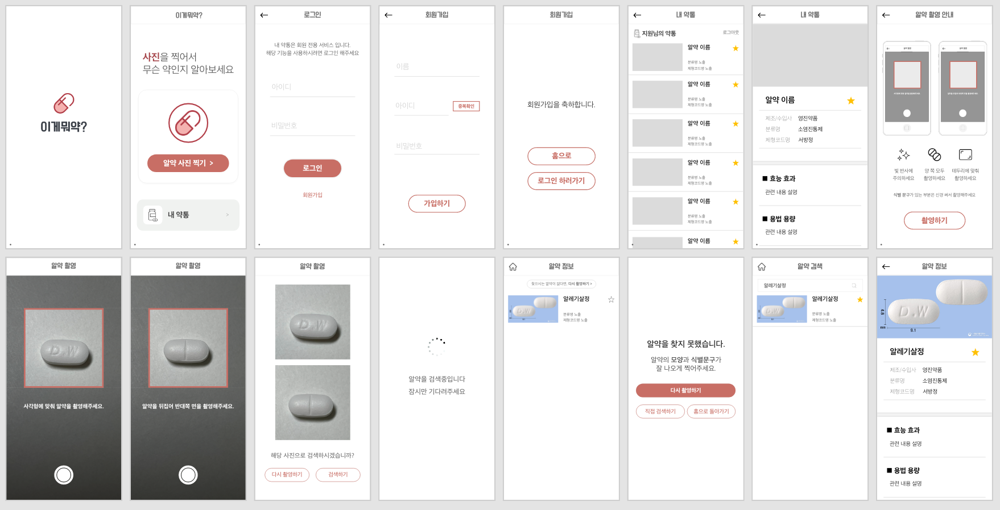 이게뭐약?
이게뭐약?
사진을 찍어서
무슨 약인지 알아보세요
알약 사진 찍기 >
내 약통 >
로그인
내 약통은 회원 전용 서비스 입니다.
해당 기능을 사용하시려면 로그인 해주세요
아이디
비밀번호
로그인
회원가입
회원가입
이름
아이디
중복확인
비밀번호
가입하기
회원가입
회원가입을 축하합니다.
홈으로
로그인 하러가기
내 약통
지원님의 약통
로그아웃
알약 이름
분류명 노출
제형코드명 노출
알약 이름
분류명 노출
제형코드명 노출
알약 이름
분류명 노출
제형코드명 노출
알약 이름
분류명 노출
제형코드명 노출
알약 이름
분류명 노출
제형코드명 노출
알약 이름
내 약통
알약 이름
제조/수입사 영진약품
분류명 소염진통제
제형코드명 서방정
■ 효능 효과
관련 내용 설명
■ 용법 용량
관련 내용 설명
알약 촬영 안내
알약 촬영
알약 촬영
빛 반사에
주의하세요
양 쪽 모두
촬영하세요
테두리에 맞춰
촬영하세요
식별 문구가 있는 부분은 신경 써서 촬영해주세요
촬영하기
알약 촬영
D.W
사각형에 맞춰 알약을 촬영해주세요.
알약 촬영
알약을 뒤집어 반대쪽 면을 촬영해주세요.
알약 촬영
D.W
해당 사진으로 검색하시겠습니까?
다시 촬영하기
검색하기
알약을 검색중입니다
잠시만 기다려주세요
알약 정보
찾으시는 알약이 없다면, 다시 촬영하기 >
D.W
알레기살정
분류명 노출
제형코드명 노출
알약을 찾지 못했습니다.
알약의 모양과 식별문구가
잘 나오게 찍어주세요.
다시 촬영하기
직접 검색하기
홈으로 돌아가기
알약 검색
알레기살정
D.W
알레기살정
분류명 노출
제형코드명 노출
알약 정보
D.W
4.6
mm
9.1
알레기살정
제조/수입사 영진약품
분류명 소염진통제
제형코드명 서방정
■ 효능 효과
관련 내용 설명
■ 용법 용량
관련 내용 설명